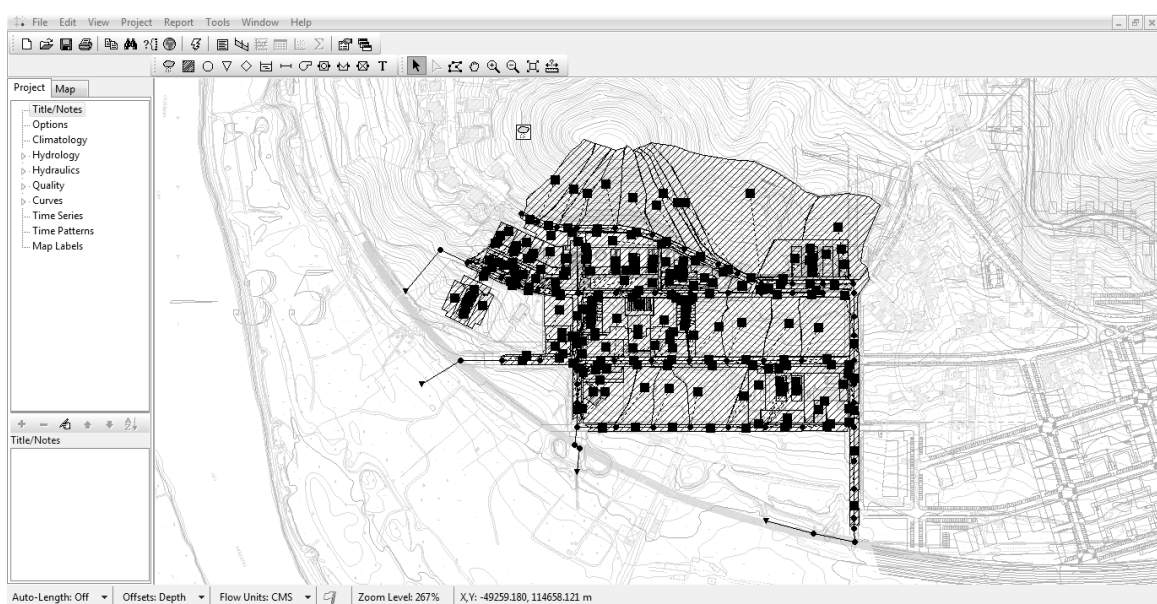 File Edit View Project Report Tools Window Help
T
Project Map
Title/Notes
Options
Climatology
Hydrology
Hydraulics
Quality
Curves
Time Series
Time Patterns
Map Labels
Title/Notes
Auto-Length: Off Offsets: Depth Flow Units: CMS Zoom Level: 267% X,Y: -49259.180, 114658.121 m